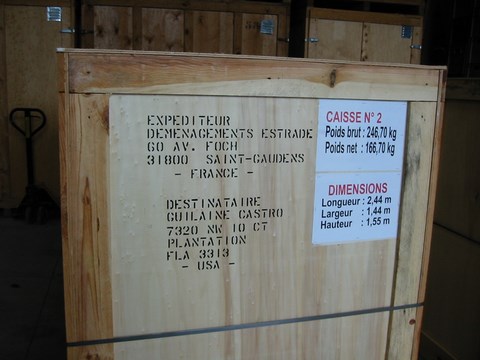 EXPEDITEUR
DEMENAGEMENTS ESTRADE
60 AV. FOCH
31800 SAINT-GAUDENS
- FRANCE -
DESTINATAIRE
GUILAINE CASTRO
7320 NW 10 CT
PLANTATION
FLA 3313
- USA -
CAISSE N° 2
Poids brut : 246,70 kg
Poids net : 166,70 kg
DIMENSIONS
Longueur : 2,44 m
Largeur : 1,44 m
Hauteur : 1,55 m